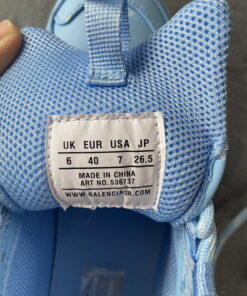 UK EUR USA JP
6 40 7 26.5
MADE IN CHINA
ART NO.536737
WWW.BALENCIAGA.COM